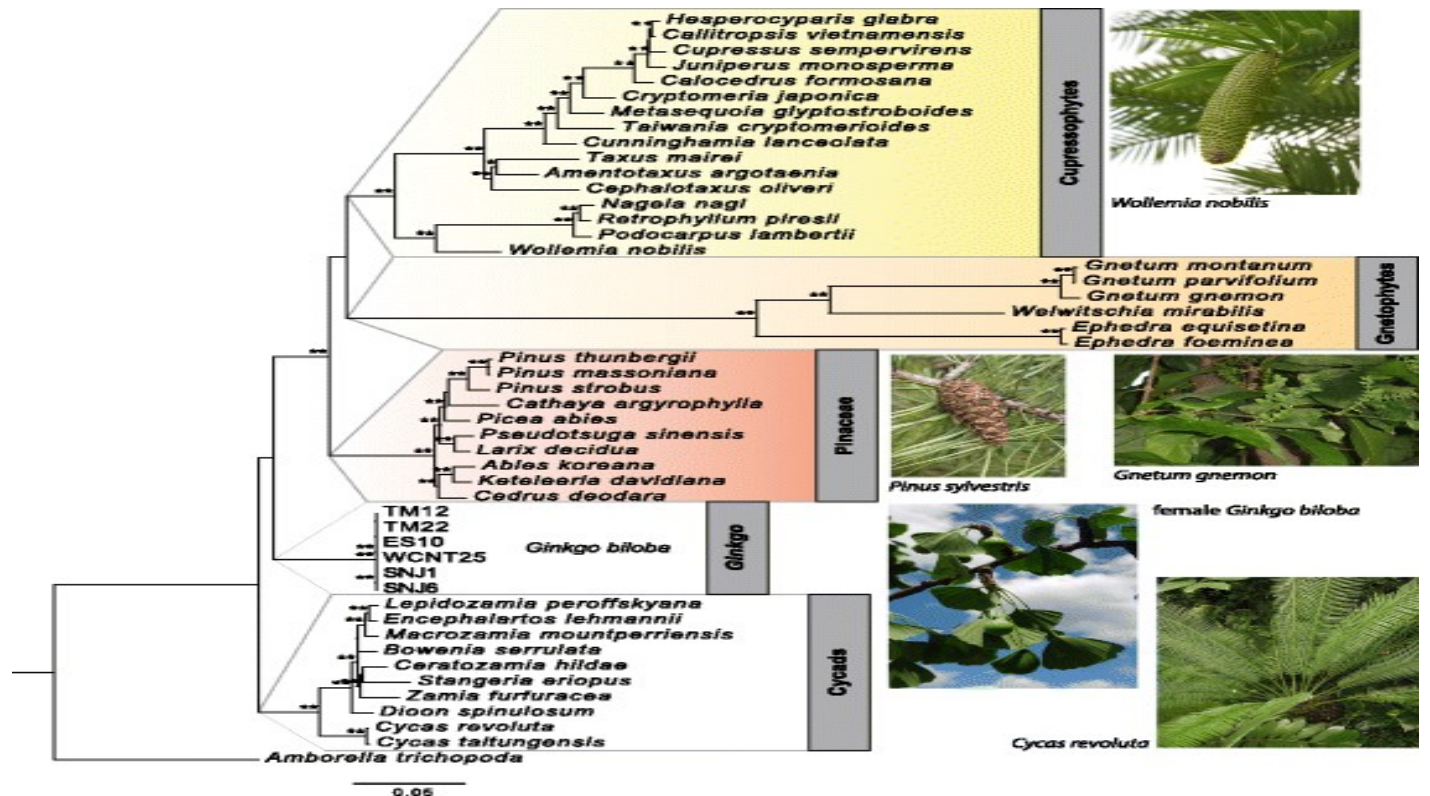 Hesperocyparis glabra
Callitropsis vietnamensis
Cupressus sempervirens
Juniperus monosperma
Calocedrus formosana
Cryptomeria japonica
Metasequoia glyptostroboides
Taiwania cryptomerioides
Cunninghamia lanceolata
Taxus mairei
Amentotaxus argotaenia
Cephalotaxus oliveri
Nageia nagi
Retrophyllum piresii
Podocarpus lambertii
Wollemia nobilis
Cupressophytes
Wollemia nobilis
Gnetum montanum
Gnetum parvifolium
Gnetum gnemon
Welwitschia mirabilis
Ephedra equisetina
Ephedra foeminea
Gnetophytes
Pinus thunbergii
Pinus massoniana
Pinus strobus
Cathaya argyrophylla
Picea abies
Pseudotsuga sinensis
Larix decidua
Abies koreana
Keteleeria davidiana
Cedrus deodara
Pinaceae
Pinus sylvestris
Gnetum gnemon
TM12
TM22
ES10
WCNT25
SNJ1
SNJ6
Ginkgo biloba
Ginkgo
female Ginkgo biloba
Lepidozamia peroffskyana
Encephalartos lehmannii
Macrozamia mountperriensis
Bowenia serrulata
Ceratozamia hildae
Stangeria eriopus
Zamia furfuracea
Dioon spinulosum
Cycas revoluta
Cycas taitungensis
Cycads
Cycas revoluta
Amborella trichopoda
0.05